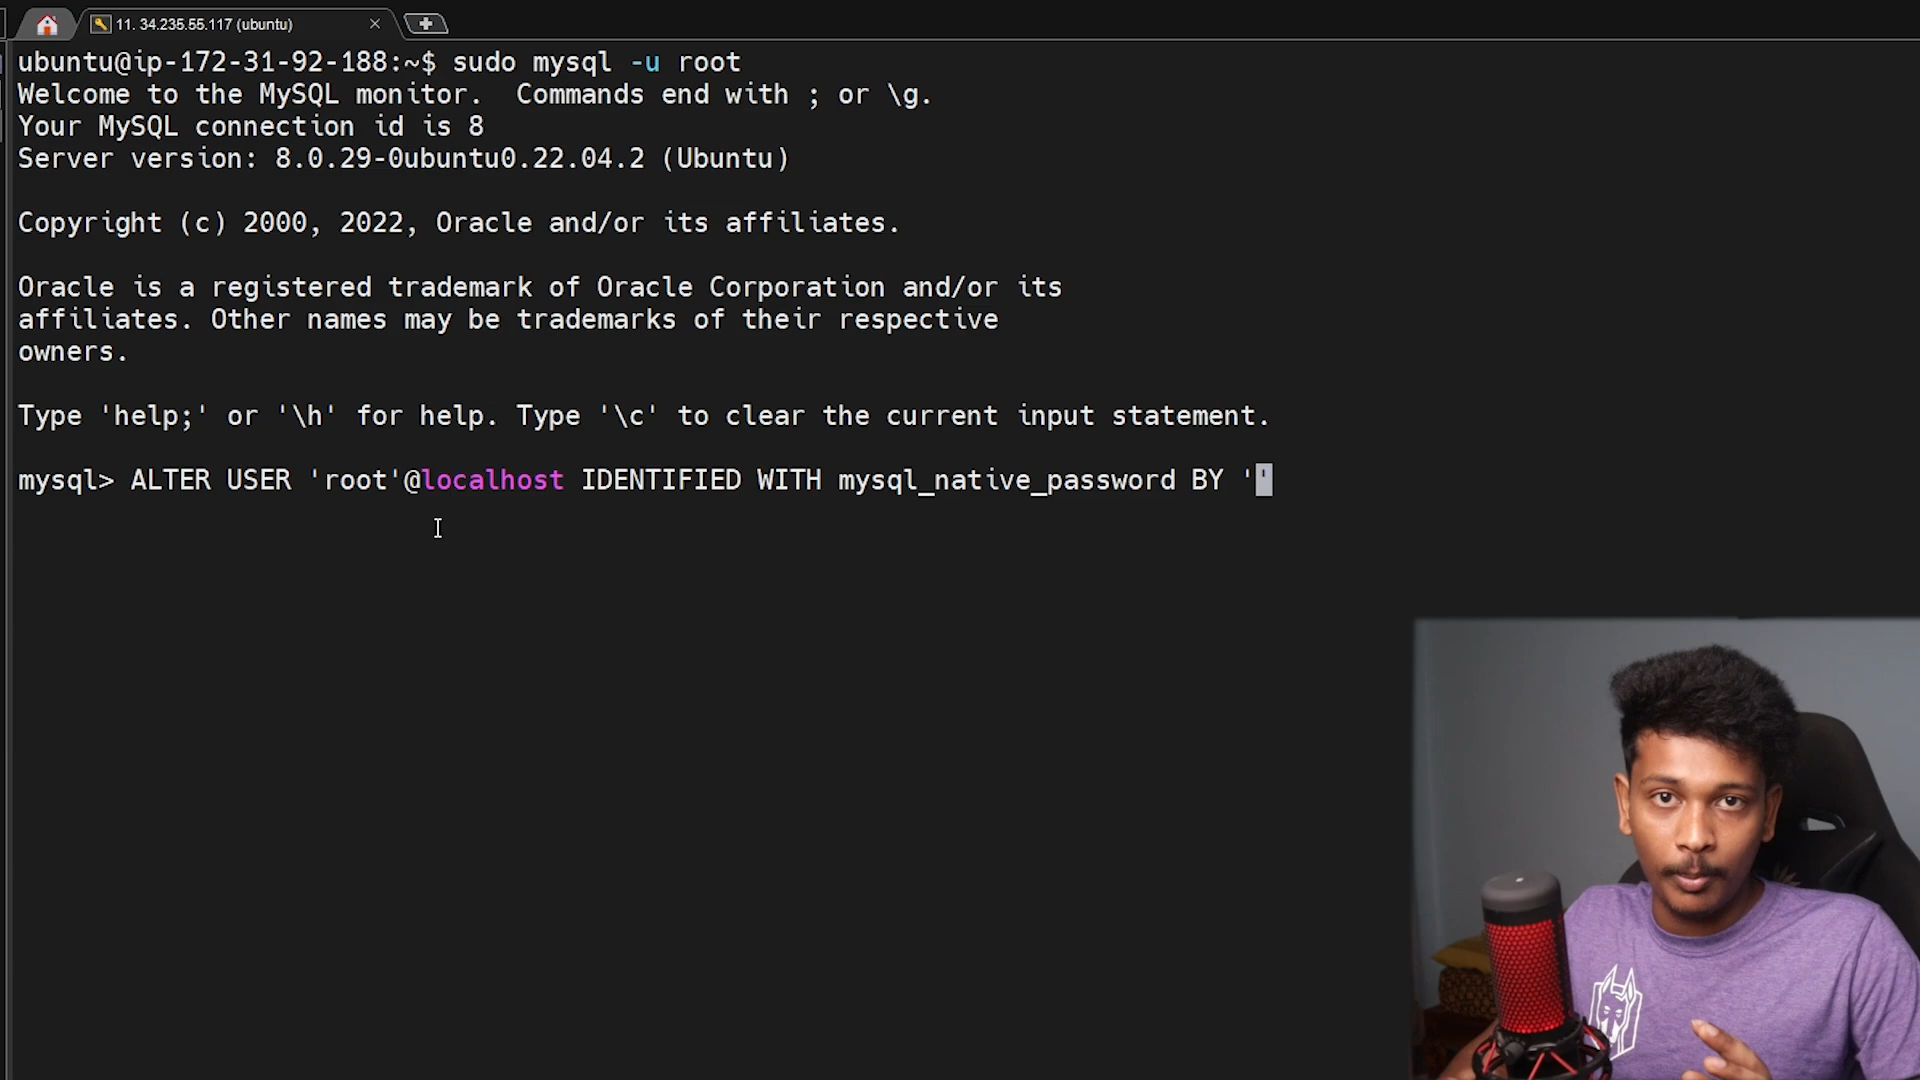 11. 34.235.55.117 (ubuntu)
ubuntu@ip-172-31-92-188:~$ sudo mysql -u root
Welcome to the MySQL monitor.  Commands end with ; or \g.
Your MySQL connection id is 8
Server version: 8.0.29-0ubuntu0.22.04.2 (Ubuntu)
Copyright (c) 2000, 2022, Oracle and/or its affiliates.
Oracle is a registered trademark of Oracle Corporation and/or its
affiliates. Other names may be trademarks of their respective
owners.
Type 'help;' or '\h' for help. Type '\c' to clear the current input statement.
mysql> ALTER USER 'root'@localhost IDENTIFIED WITH mysql_native_password BY ''